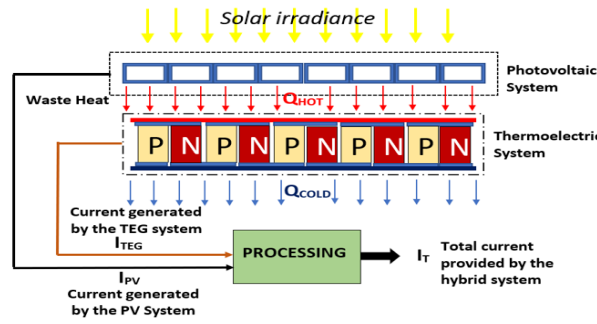 Solar irradiance
Photovoltaic
System
Waste Heat
QHOT
Thermoelectric
System
P N P N P N P N P N
QCOLD
Current generated
by the TEG system
ITEG
PROCESSING
IT
Total current
provided by the
hybrid system
IPV
Current generated
by the PV System